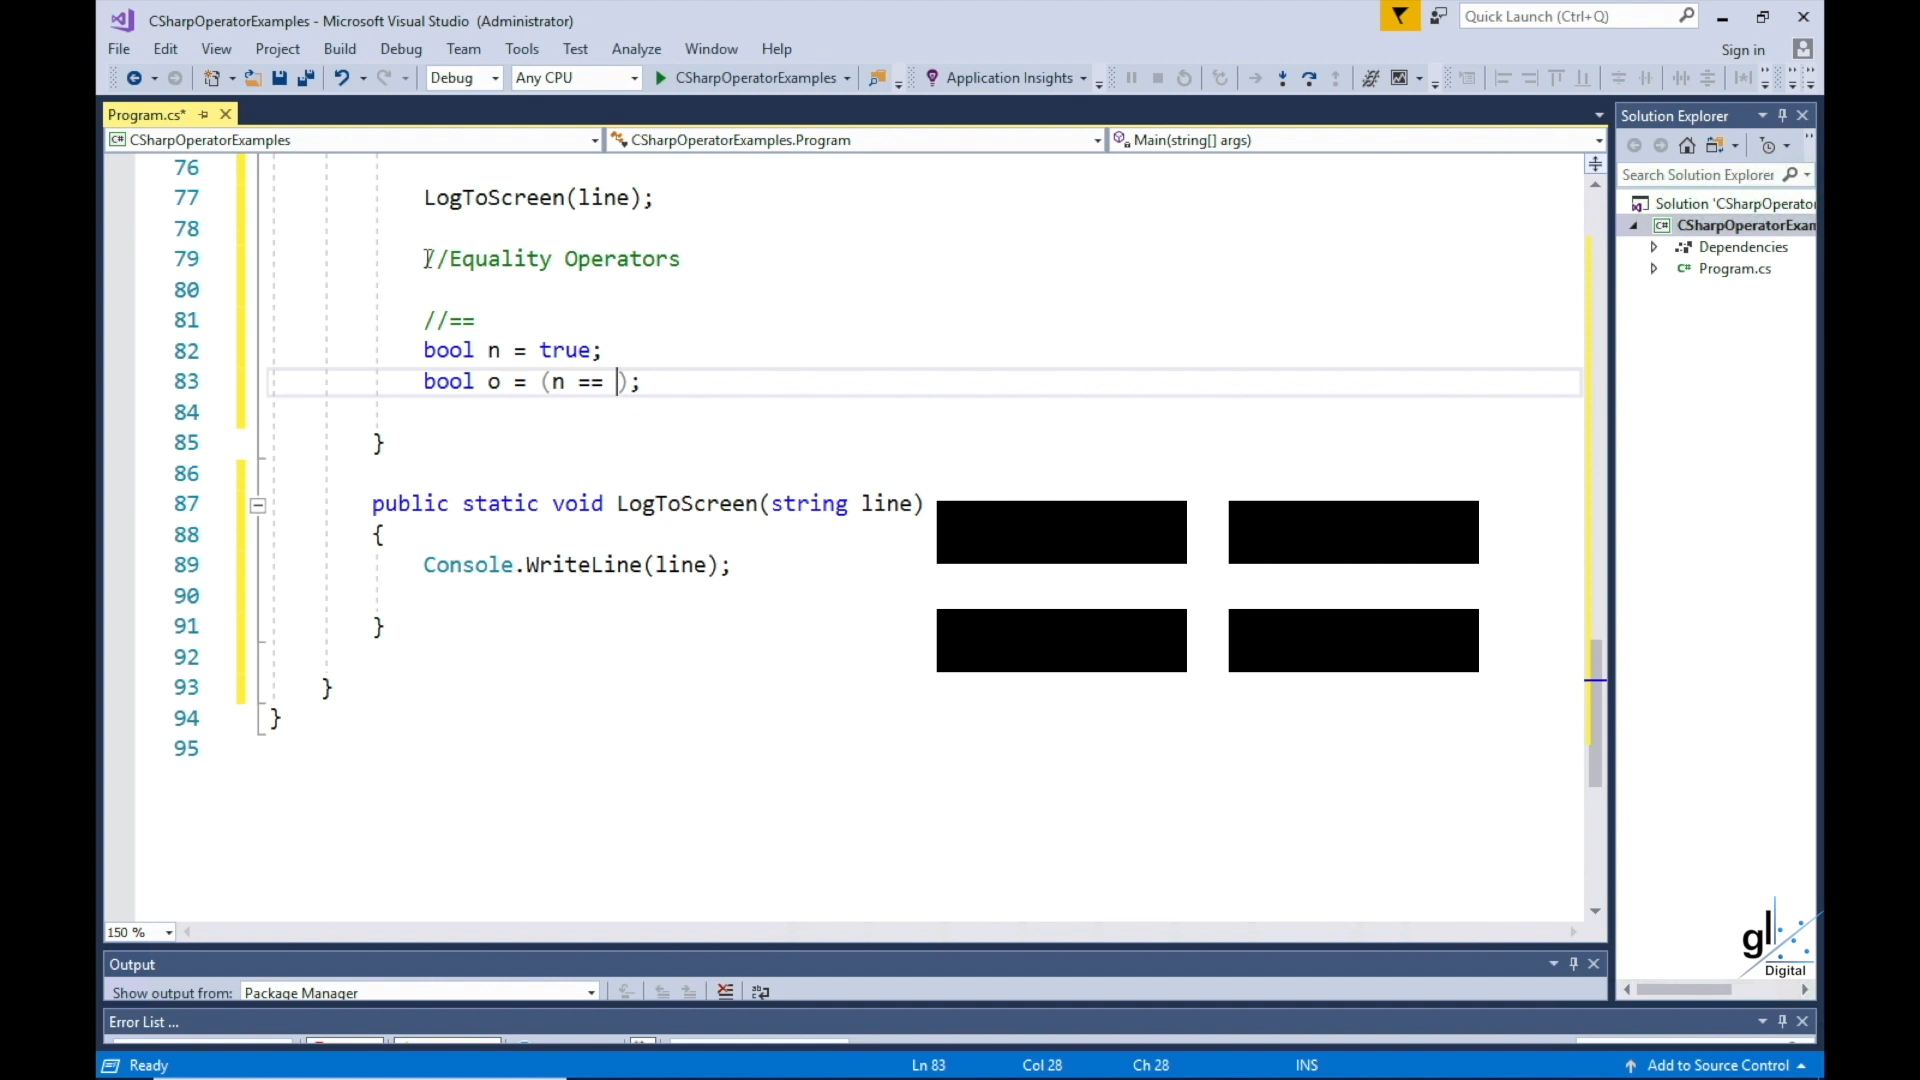 CSharpOperatorExamples - Microsoft Visual Studio (Administrator)
Quick Launch (Ctrl+Q)
File Edit View Project Build Debug Team Tools Test Analyze Window Help
Sign in
Debug Any CPU CSharpOperatorExamples Application Insights
Program.cs*
CSharpOperatorExamples CSharpOperatorExamples.Program Main(string[] args)
76
77 LogToScreen(line);
78
79 //Equality Operators
80
81 //==
82 bool n = true;
83 bool o = (n == );
84
85 }
86
87 public static void LogToScreen(string line)
88 {
89 Console.WriteLine(line);
90
91 }
92
93 }
94 }
95
150 %
Solution Explorer
Search Solution Explorer
Solution 'CSharpOperator
CSharpOperatorExam
Dependencies
C# Program.cs
gl
Digital
Output
Show output from: Package Manager
Error List ...
Ready Ln 83 Col 28 Ch 28 INS Add to Source Control